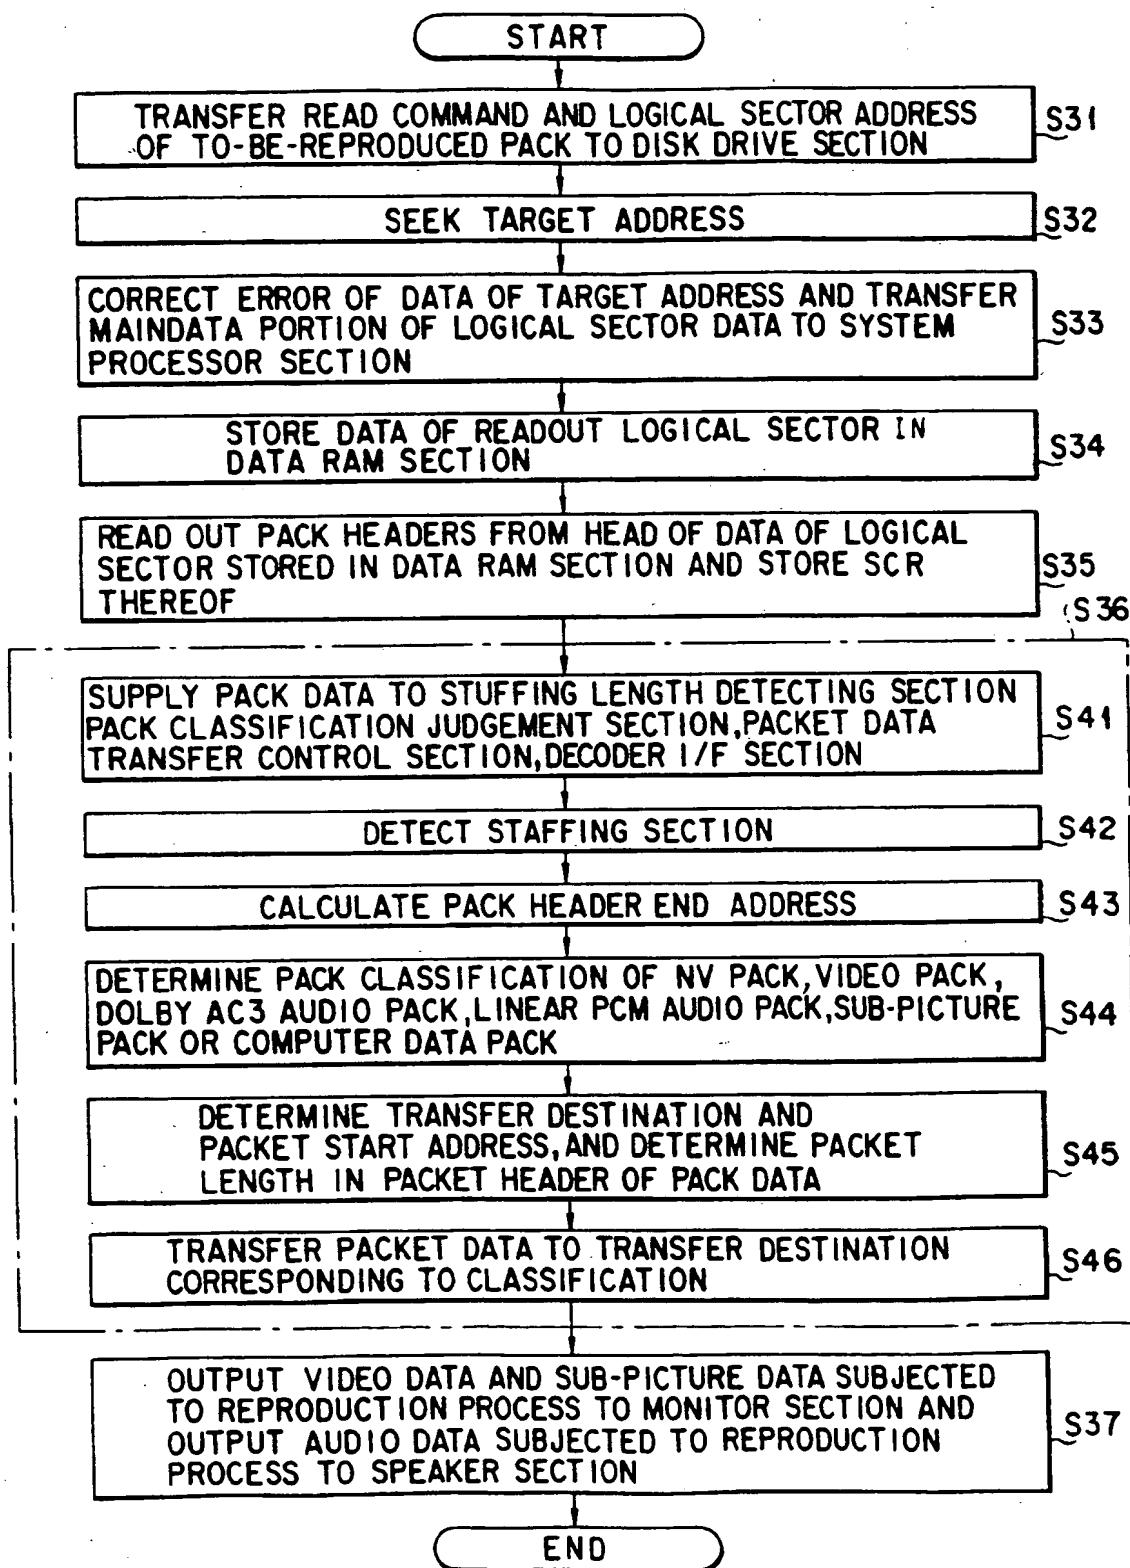 START
TRANSFER READ COMMAND AND LOGICAL SECTOR ADDRESS
OF TO-BE-REPRODUCED PACK TO DISK DRIVE SECTION
S31
SEEK TARGET ADDRESS
S32
CORRECT ERROR OF DATA OF TARGET ADDRESS AND TRANSFER
MAINDATA PORTION OF LOGICAL SECTOR DATA TO SYSTEM
PROCESSOR SECTION
S33
STORE DATA OF READOUT LOGICAL SECTOR IN
DATA RAM SECTION
S34
READ OUT PACK HEADERS FROM HEAD OF DATA OF LOGICAL
SECTOR STORED IN DATA RAM SECTION AND STORE SCR
THEREOF
S35
S36
SUPPLY PACK DATA TO STUFFING LENGTH DETECTING SECTION
PACK CLASSIFICATION JUDGEMENT SECTION,PACKET DATA
TRANSFER CONTROL SECTION,DECODER I/F SECTION
S41
DETECT STAFFING SECTION
S42
CALCULATE PACK HEADER END ADDRESS
S43
DETERMINE PACK CLASSIFICATION OF NV PACK,VIDEO PACK,
DOLBY AC3 AUDIO PACK,LINEAR PCM AUDIO PACK,SUB-PICTURE
PACK OR COMPUTER DATA PACK
S44
DETERMINE TRANSFER DESTINATION AND
PACKET START ADDRESS,AND DETERMINE PACKET
LENGTH IN PACKET HEADER OF PACK DATA
S45
TRANSFER PACKET DATA TO TRANSFER DESTINATION
CORRESPONDING TO CLASSIFICATION
S46
OUTPUT VIDEO DATA AND SUB-PICTURE DATA SUBJECTED
TO REPRODUCTION PROCESS TO MONITOR SECTION AND
OUTPUT AUDIO DATA SUBJECTED TO REPRODUCTION
PROCESS TO SPEAKER SECTION
S37
END